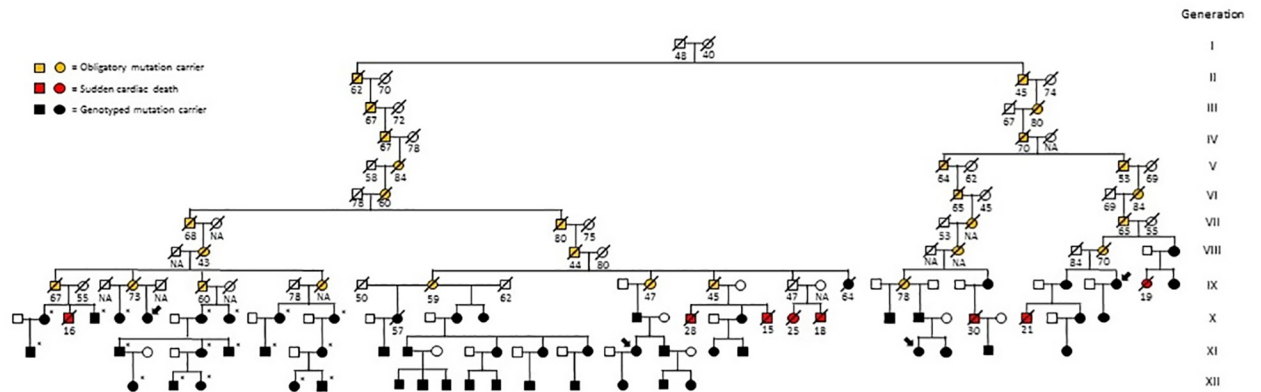 Generation
I
48 40
= Obligatory mutation carrier
II
62 70 45 74
= Sudden cardiac death
= Genotyped mutation carrier
III
67 72 67 80
IV
67 78 70 NA
V
58 84 64 62 53 69
VI
78 60 65 45 69 84
VII
68 NA 80 75 53 NA 65 55
VIII
NA 43 44 80 NA NA 84 70
IX
67 55 NA 73 NA 60 NA 78 NA 50 59 62 47 45 47 NA 64 78 19
X
16 57 28 15 25 18 30 21
XI
XII